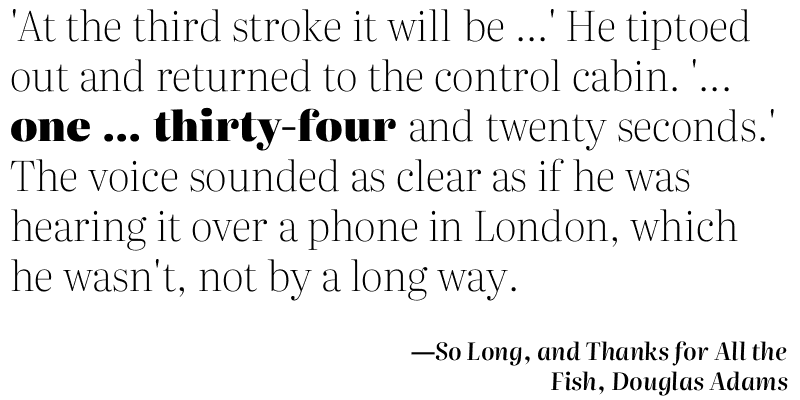 'At the third stroke it will be ...' He tiptoed
out and returned to the control cabin. '...
one ... thirty-four and twenty seconds.'
The voice sounded as clear as if he was
hearing it over a phone in London, which
he wasn't, not by a long way.
—So Long, and Thanks for All the
Fish, Douglas Adams